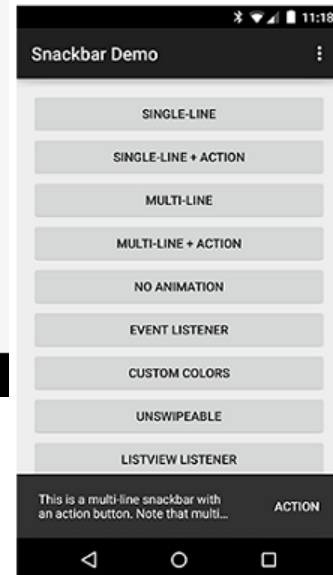 11:18
Snackbar Demo
SINGLE-LINE
SINGLE-LINE + ACTION
MULTI-LINE
MULTI-LINE + ACTION
NO ANIMATION
EVENT LISTENER
CUSTOM COLORS
UNSWIPEABLE
LISTVIEW LISTENER
This is a multi-line snackbar with
an action button. Note that multi...
ACTION